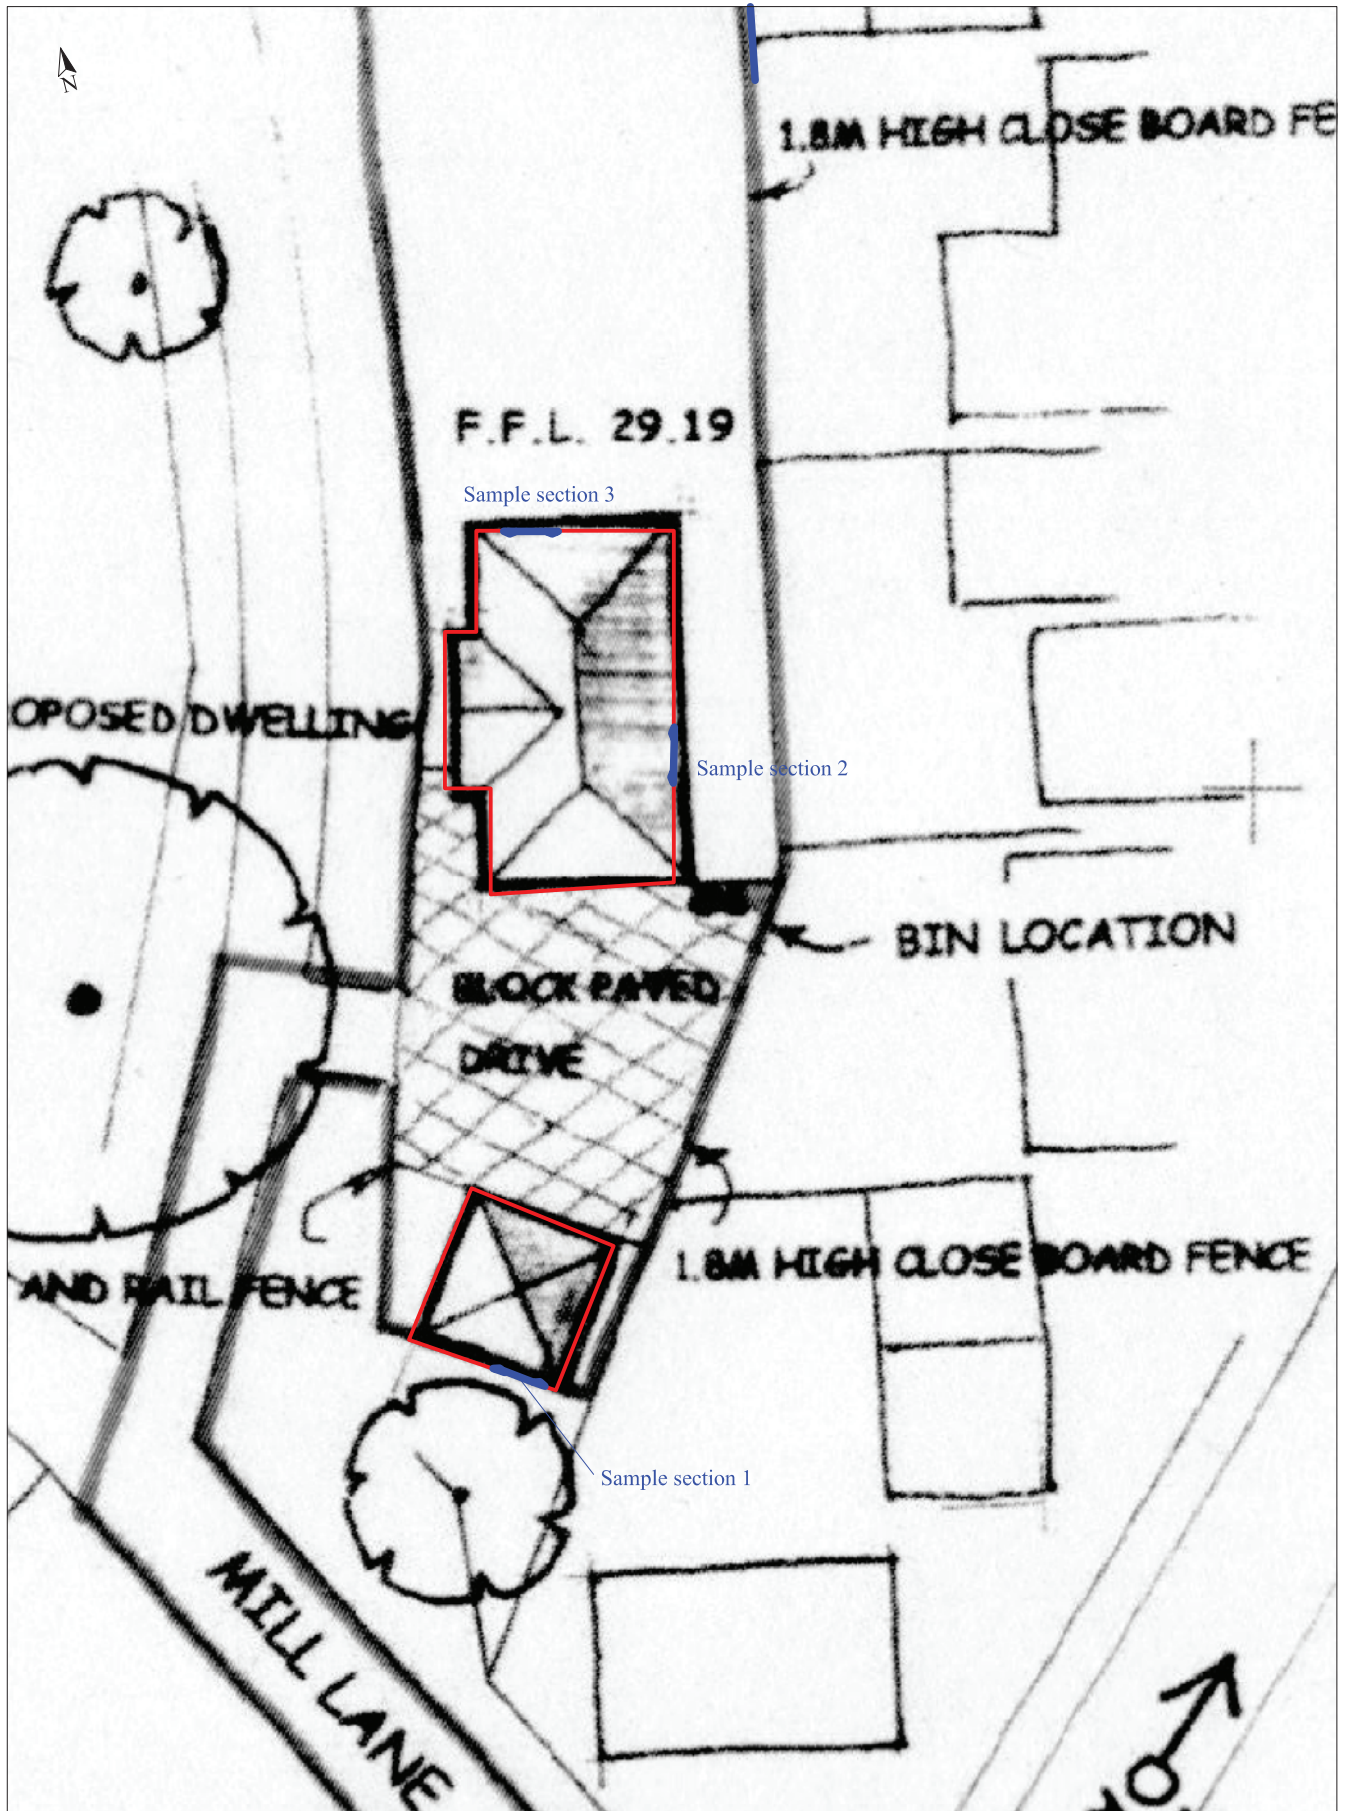 N
1.8M HIGH CLOSE BOARD FE
F.F.L. 29.19
Sample section 3
OPOSED DWELLING
Sample section 2
BIN LOCATION
BLOCK PAVED
DRIVE
1.8M HIGH CLOSE BOARD FENCE
AND RAIL FENCE
Sample section 1
MILL LANE